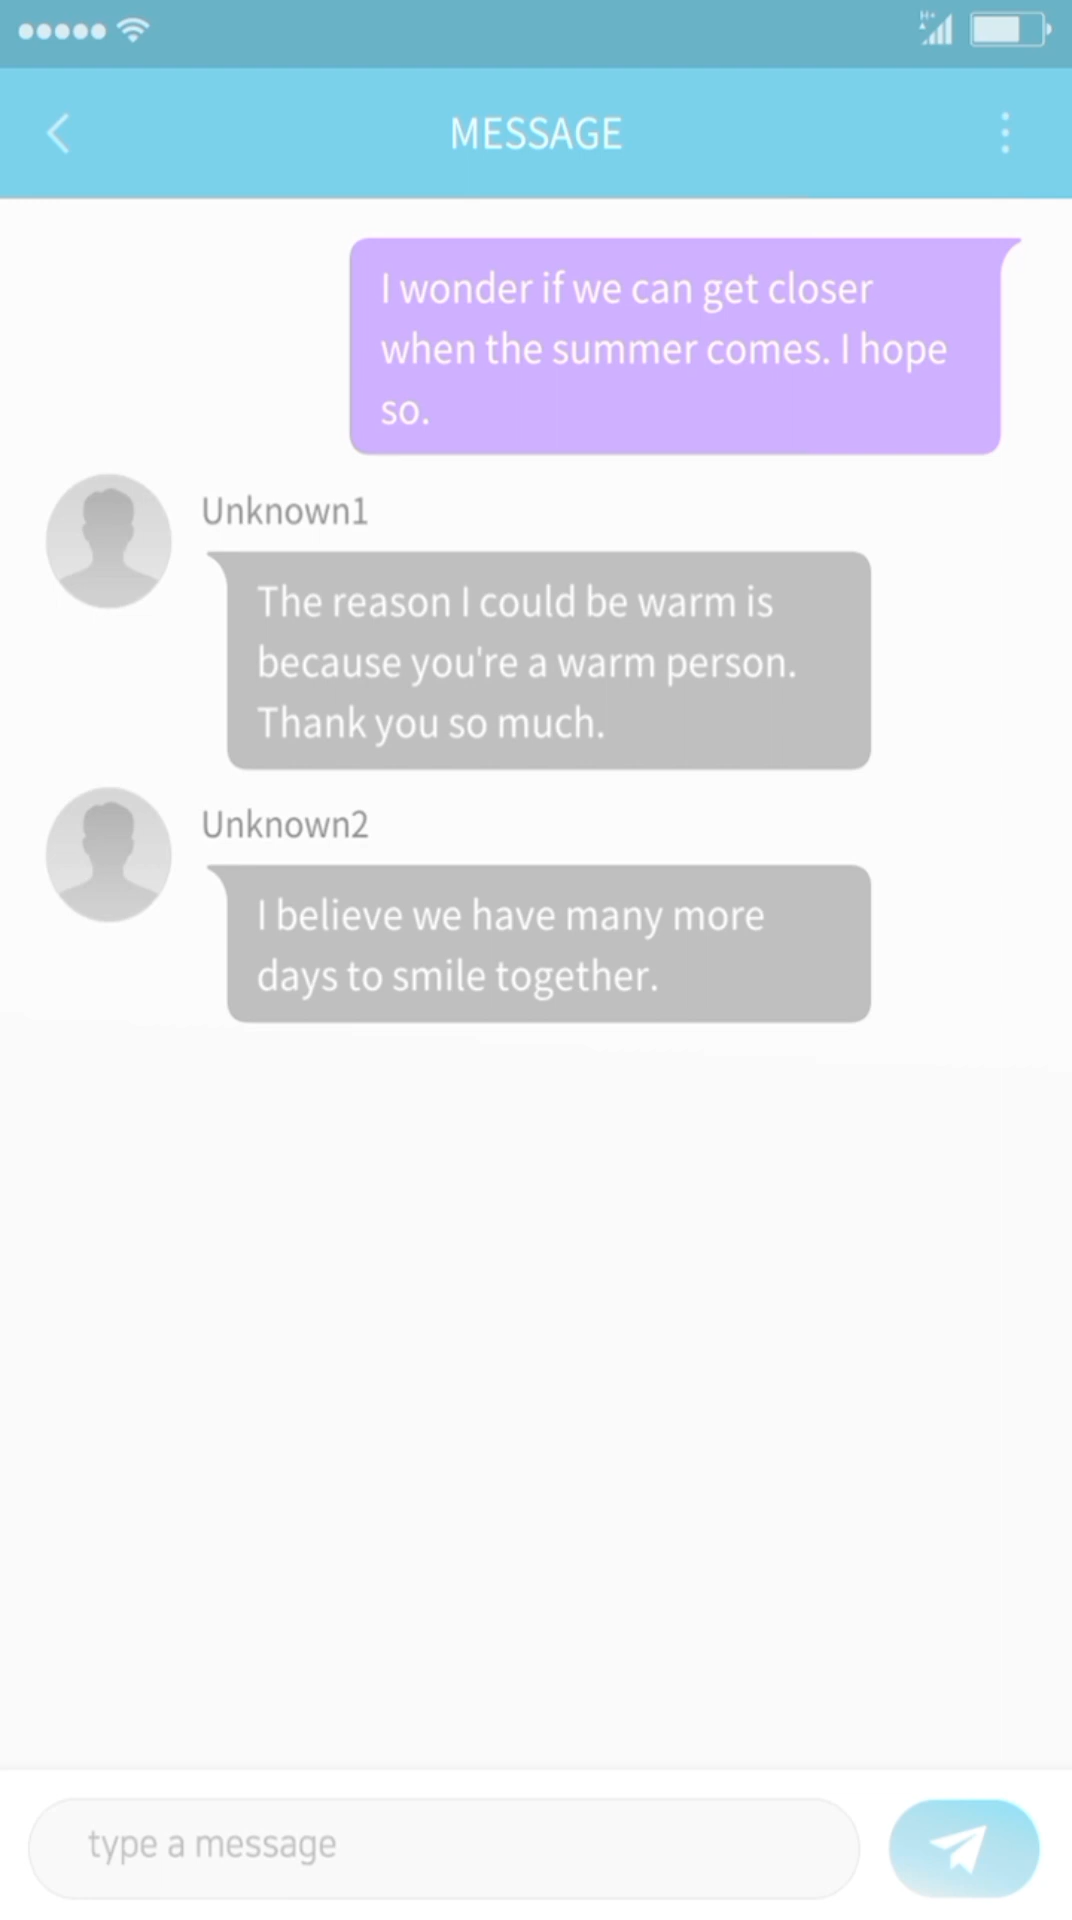 MESSAGE
I wonder if we can get closer
when the summer comes. I hope
so.
Unknown1
The reason I could be warm is
because you're a warm person.
Thank you so much.
Unknown2
I believe we have many more
days to smile together.
type a message